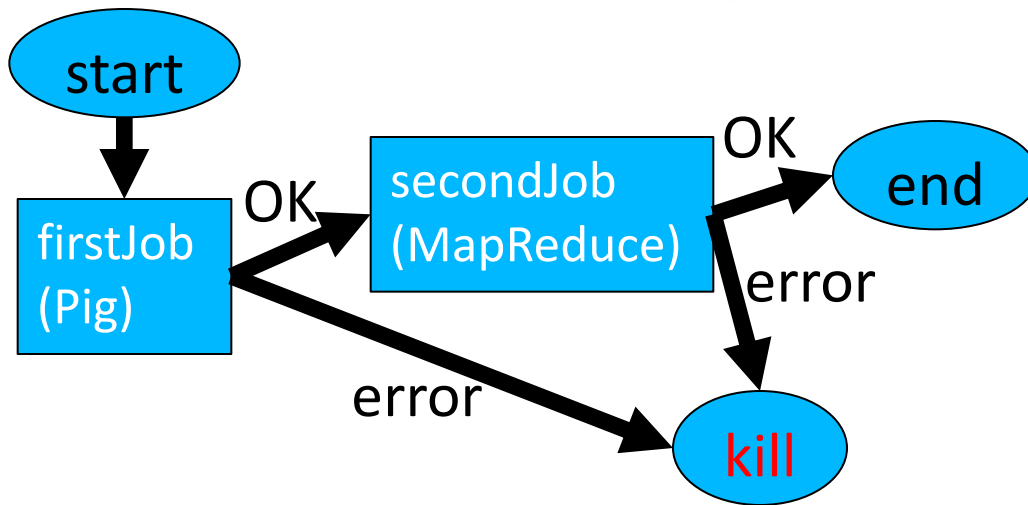 start
firstJob
(Pig)
OK
secondJob
(MapReduce)
OK
end
error
error
kill